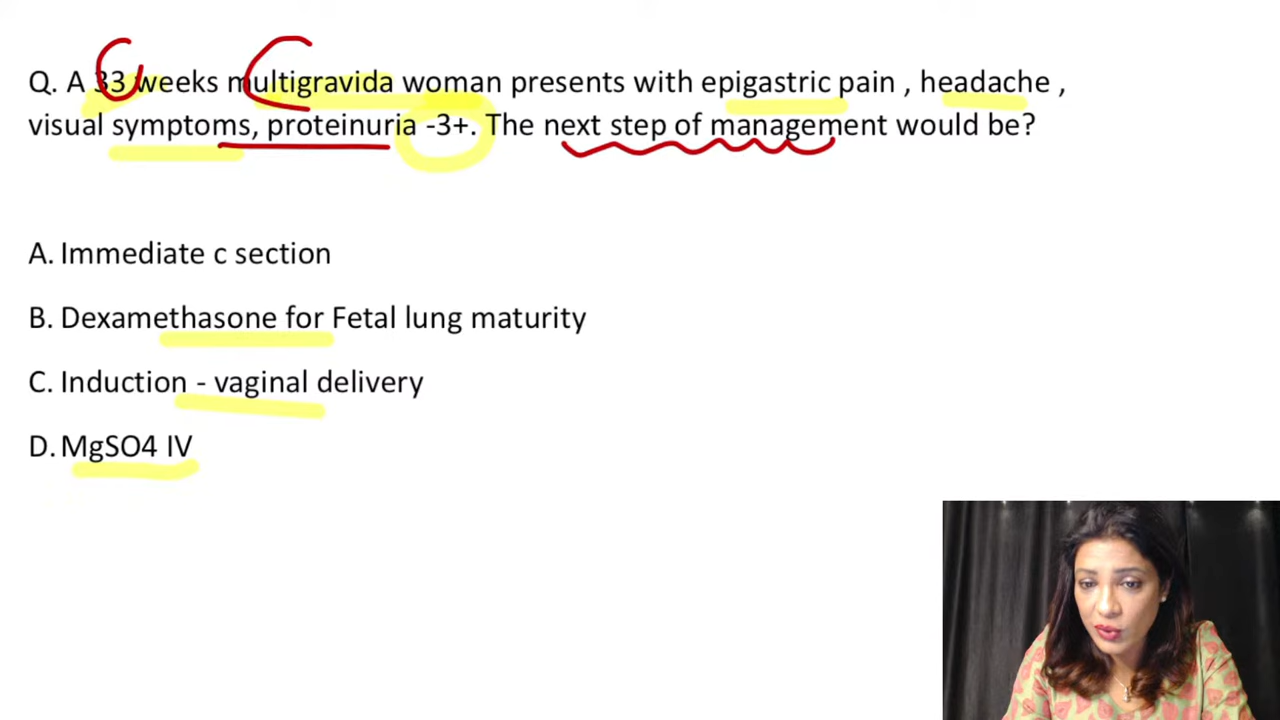 Q. A 33 weeks multigravida woman presents with epigastric pain , headache ,
visual symptoms, proteinuria -3+. The next step of management would be?
A. Immediate c section
B. Dexamethasone for Fetal lung maturity
C. Induction - vaginal delivery
D. MgSO4 IV